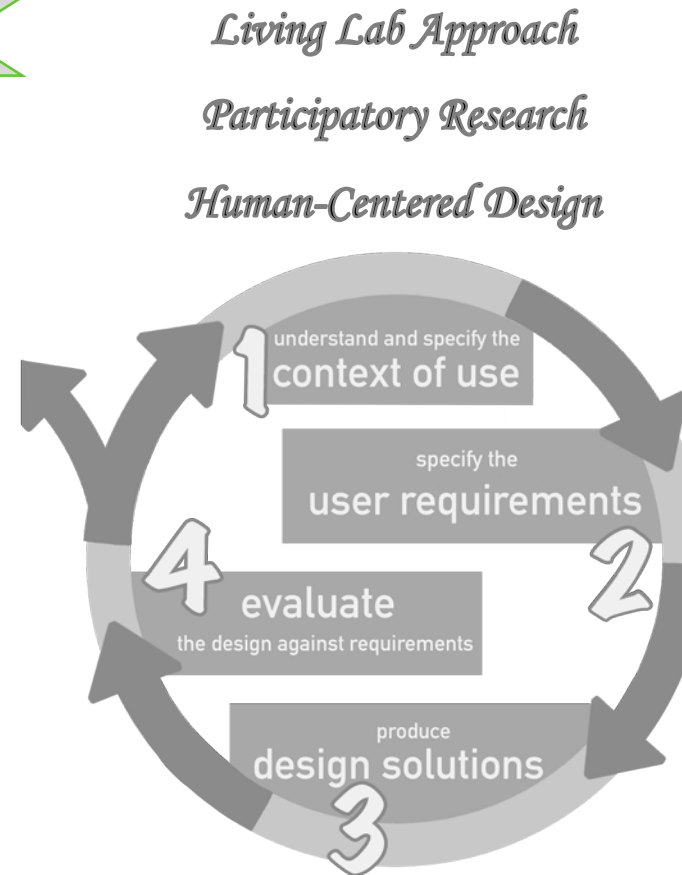 Living Lab Approach
Participatory Research
Human-Centered Design
1
understand and specify the
context of use
specify the
user requirements
2
4
evaluate
the design against requirements
produce
design solutions
3